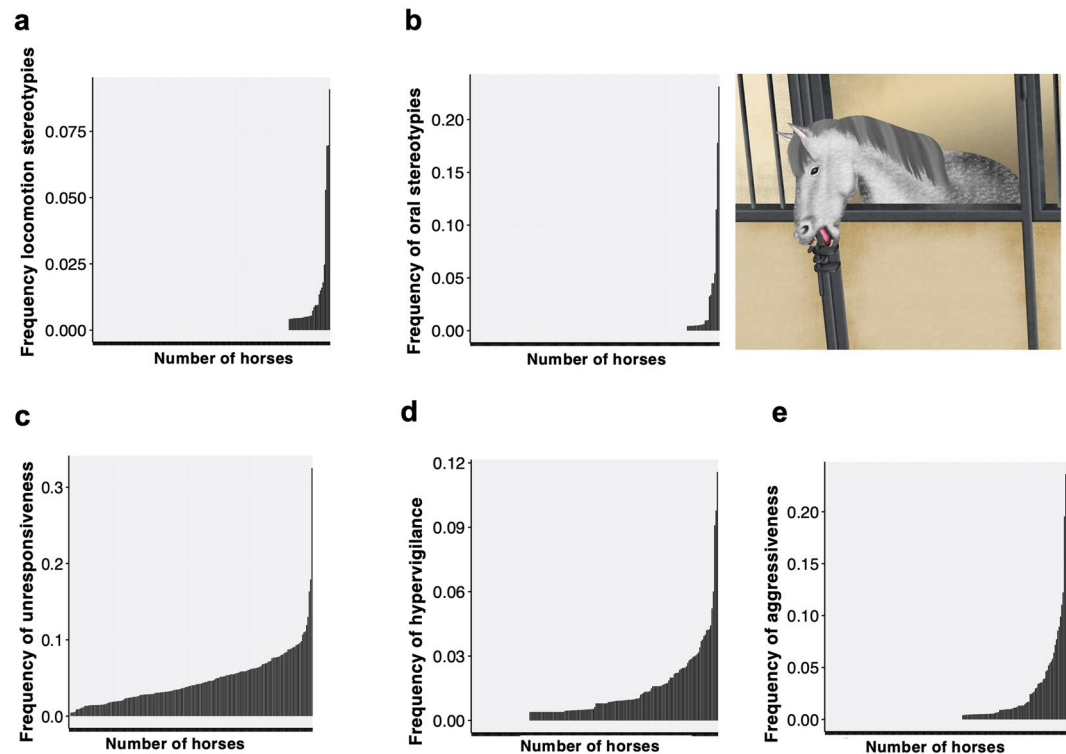 a
b
Frequency locomotion stereotypies
0.075
0.050
0.025
0.000
Number of horses
Frequency of oral stereotypies
0.20
0.15
0.10
0.05
0.00
Number of horses
c
d
e
Frequency of unresponsiveness
0.3
0.2
0.1
0.0
Number of horses
Frequency of hypervigilance
0.12
0.09
0.06
0.03
0.00
Number of horses
Frequency of aggressiveness
0.20
0.15
0.10
0.05
0.00
Number of horses